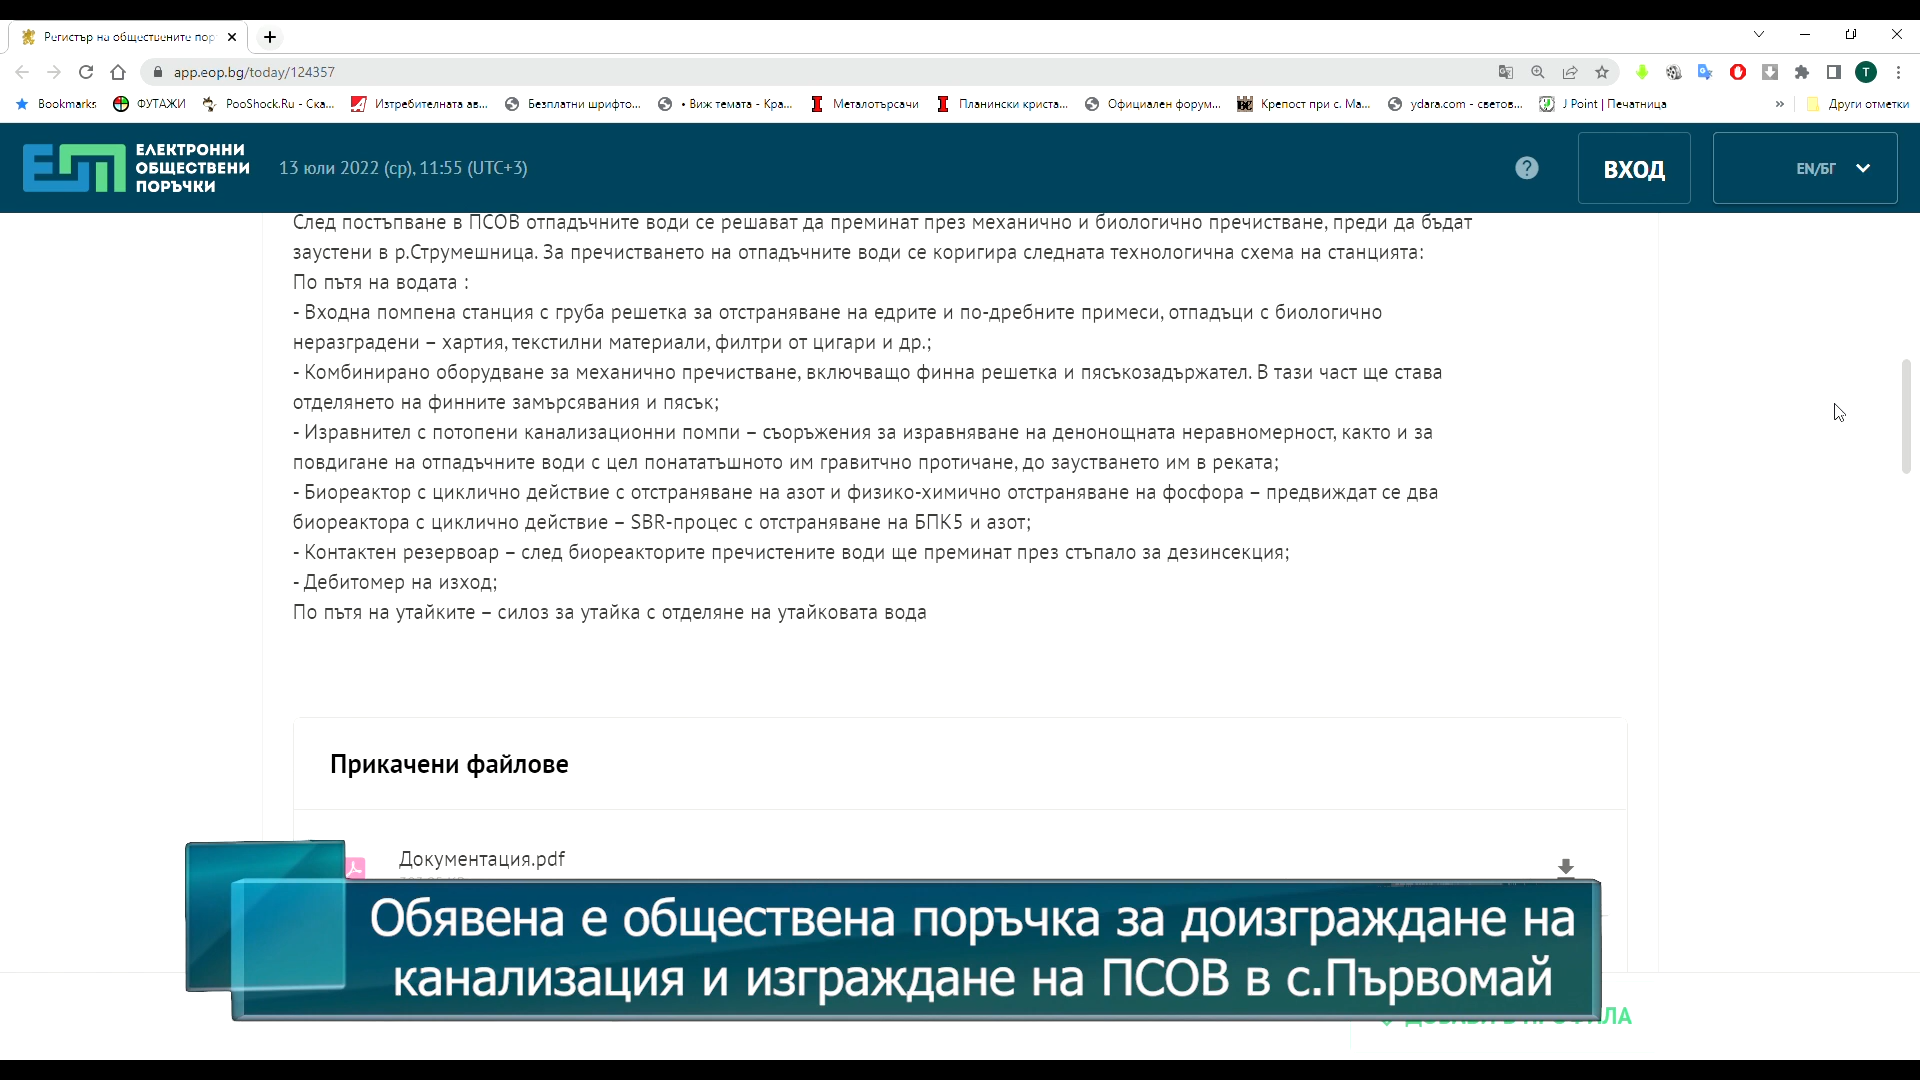 Регистър на обществените пор
app.eop.bg/today/124357
Bookmarks ФУТАЖИ PooShock.Ru - Ска... Изтребителната ав... Безплатни шрифто... • Виж темата - Кра... Металотърсачи Планински криста... Официален форум... Крепост при с. Ма... ydara.com - светов... J Point | Печатница » Други отметки
ЕЛЕКТРОННИ
ОБЩЕСТВЕНИ
ПОРЪЧКИ
13 юли 2022 (ср), 11:55 (UTC+3)
ВХОД
EN/БГ
След постъпване в ПСОВ отпадъчните води се решават да преминат през механично и биологично пречистване, преди да бъдат
заустени в р.Струмешница. За пречистването на отпадъчните води се коригира следната технологична схема на станцията:
По пътя на водата :
- Входна помпена станция с груба решетка за отстраняване на едрите и по-дребните примеси, отпадъци с биологично
неразградени – хартия, текстилни материали, филтри от цигари и др.;
- Комбинирано оборудване за механично пречистване, включващо финна решетка и пясъкозадържател. В тази част ще става
отделянето на финните замърсявания и пясък;
- Изравнител с потопени канализационни помпи – съоръжения за изравняване на денонощната неравномерност, както и за
повдигане на отпадъчните води с цел понататъшното им гравитчно протичане, до заустването им в реката;
- Биореактор с циклично действие с отстраняване на азот и физико-химично отстраняване на фосфора – предвиждат се два
биореактора с циклично действие – SBR-процес с отстраняване на БПК5 и азот;
- Контактен резервоар – след биореакторите пречистените води ще преминат през стъпало за дезинсекция;
- Дебитомер на изход;
По пътя на утайките – силоз за утайка с отделяне на утайковата вода
Прикачени файлове
Документация.pdf
Обявена е обществена поръчка за доизграждане на
канализация и изграждане на ПСОВ в с.Първомай